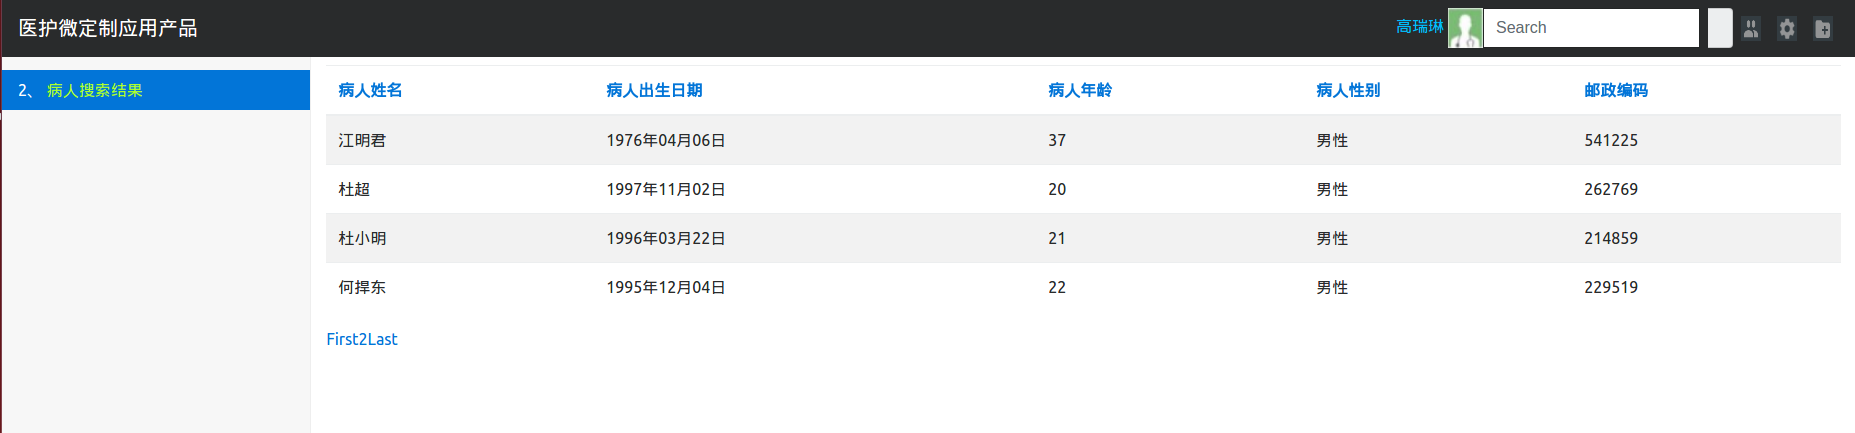 医护微定制应用产品 高瑞琳 Search
2、 病人搜索结果
病人姓名 病人出生日期 病人年龄 病人性别 邮政编码
江明君 1976年04月06日 37 男性 541225
杜超 1997年11月02日 20 男性 262769
杜小明 1996年03月22日 21 男性 214859
何捍东 1995年12月04日 22 男性 229519
First2Last